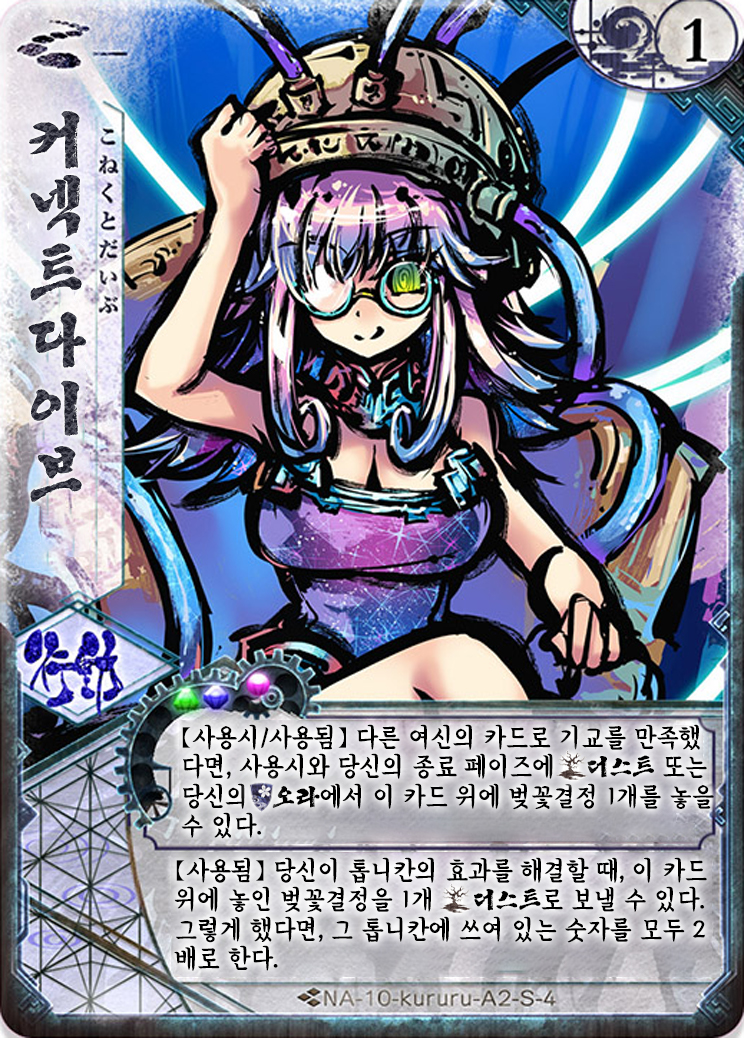 1
커넥트 다이브
こねくとだいぶ
行付
【사용시/사용됨】 다른 여신의 카드로 기교를 만족했
다면, 사용시와 당신의 종료 페이즈에 더스트 또는
당신의 오라에서 이 카드 위에 벚꽃결정 1개를 놓을
수 있다.
【사용됨】 당신이 톱니칸의 효과를 해결할 때, 이 카드
위에 놓인 벚꽃결정을 1개 더스트로 보낼 수 있다.
그렇게 했다면, 그 톱니칸에 쓰여 있는 숫자를 모두 2
배로 한다.
NA-10-kururu-A2-S-4